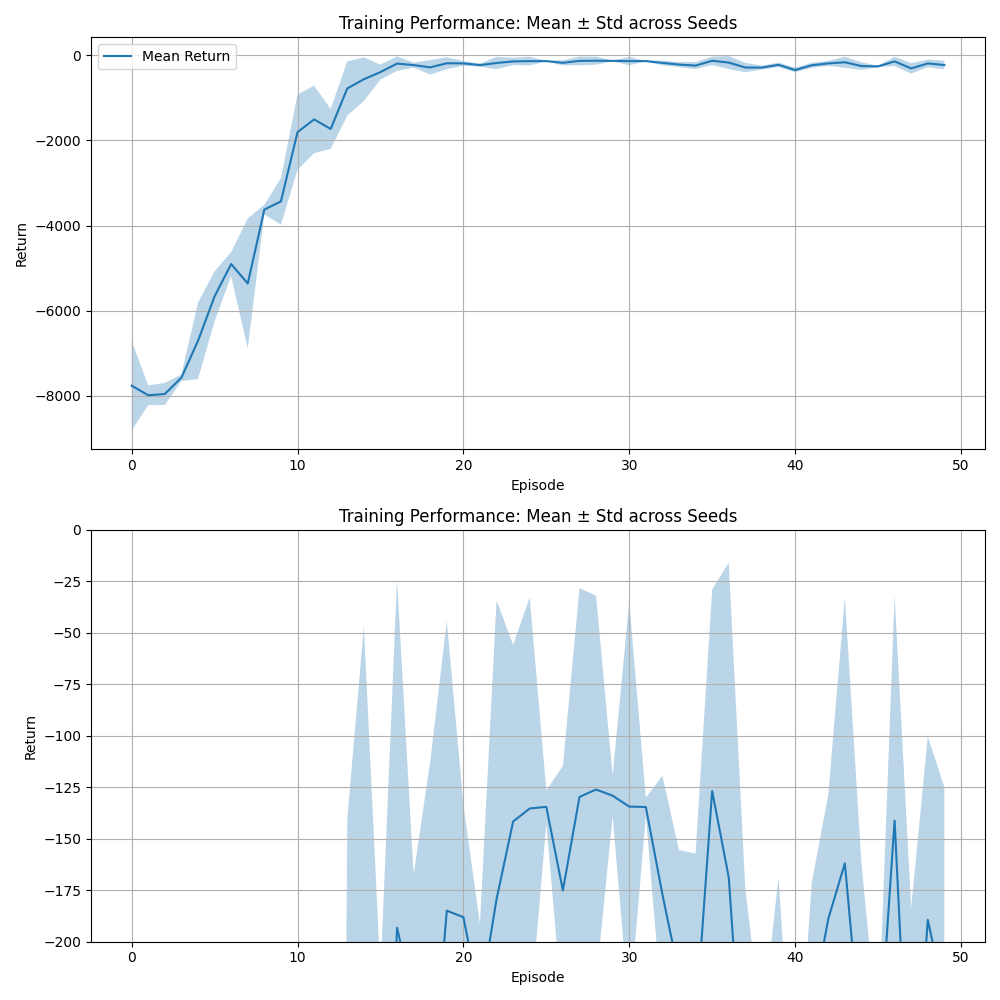 Training Performance: Mean ± Std across Seeds
Mean Return
Return
0
−2000
−4000
−6000
−8000
0 10 20 30 40 50
Episode
Training Performance: Mean ± Std across Seeds
Return
0
−25
−50
−75
−100
−125
−150
−175
−200
0 10 20 30 40 50
Episode